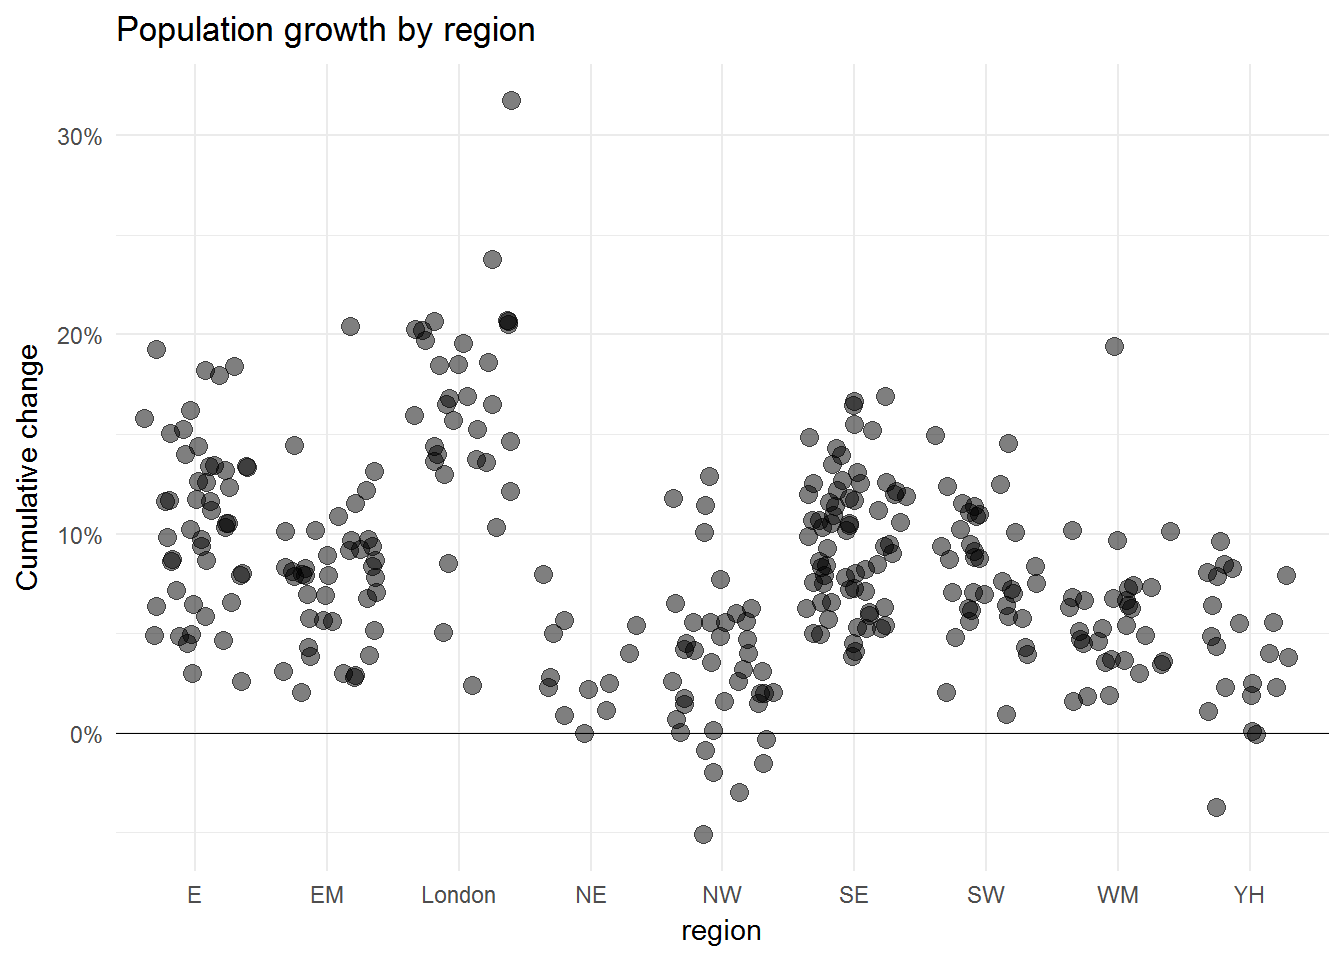 Population growth by region
Cumulative change
30%
20%
10%
0%
E EM London NE NW SE SW WM YH
region